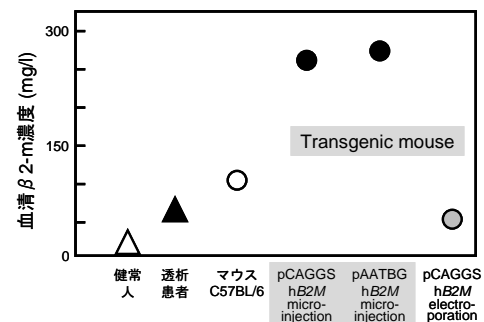 300
150
0
血清β2-m濃度 (mg/l)
Transgenic mouse
健常
人
透析
患者
マウス
C57BL/6
pCAGGS
hB2M
micro-
injection
pAATBG
hB2M
micro-
injection
pCAGGS
hB2M
electro-
poration